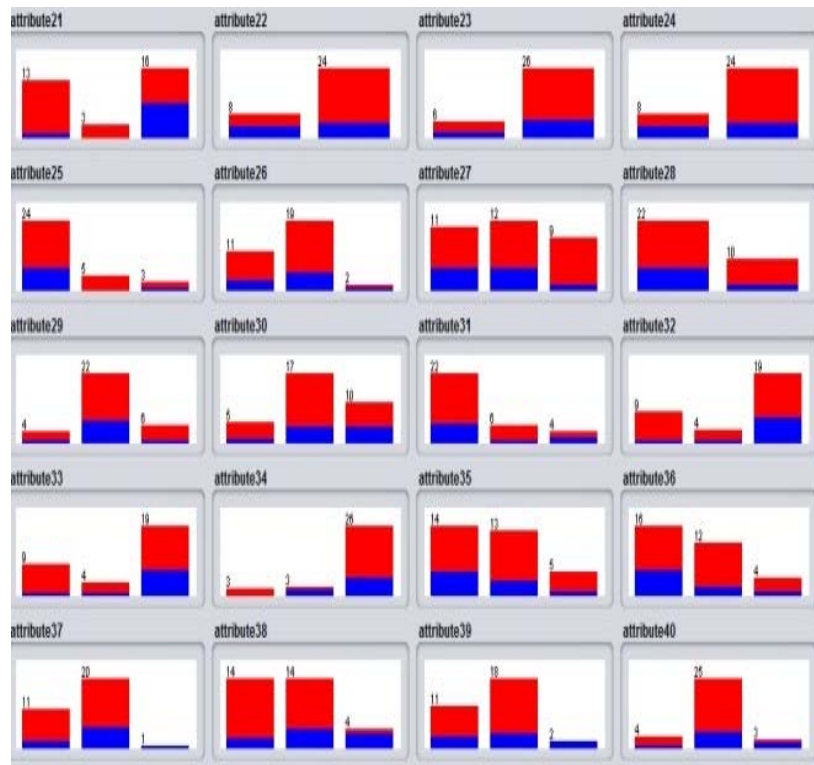 attribute21 attribute22 attribute23 attribute24
13 3 16 8 24 6 26 8 24
attribute25 attribute26 attribute27 attribute28
24 5 3 11 19 2 11 12 9 22 10
attribute29 attribute30 attribute31 attribute32
4 22 6 5 17 10 22 6 4 9 4 19
attribute33 attribute34 attribute35 attribute36
9 4 19 3 3 26 14 13 5 16 12 4
attribute37 attribute38 attribute39 attribute40
11 20 1 14 14 4 11 18 2 4 25 3